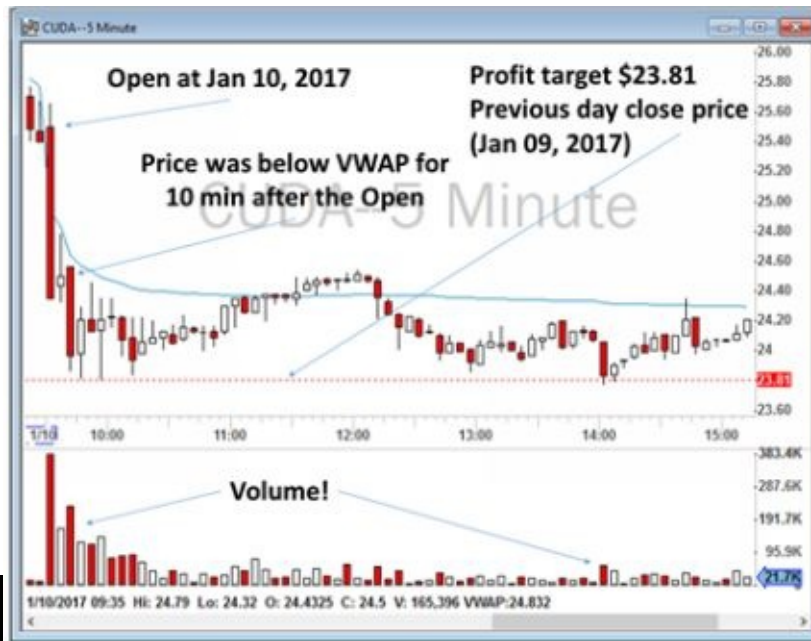 CUDA--5 Minute
26.00
Open at Jan 10, 2017
Profit target $23.81
Previous day close price
(Jan 09, 2017)
25.80
25.60
25.40
Price was below VWAP for
10 min after the Open
25.20
CUDA--5 Minute
25.00
24.80
24.60
24.40
24.20
24
23.81
23.60
1/10 10:00 11:00 12:00 13:00 14:00 15:00
383.4K
Volume!
287.6K
191.7K
95.9K
21.7K
1/10/2017 09:35 Hi: 24.79 Lo: 24.32 O: 24.4325 C: 24.5 V: 165,396 VWAP:24.832